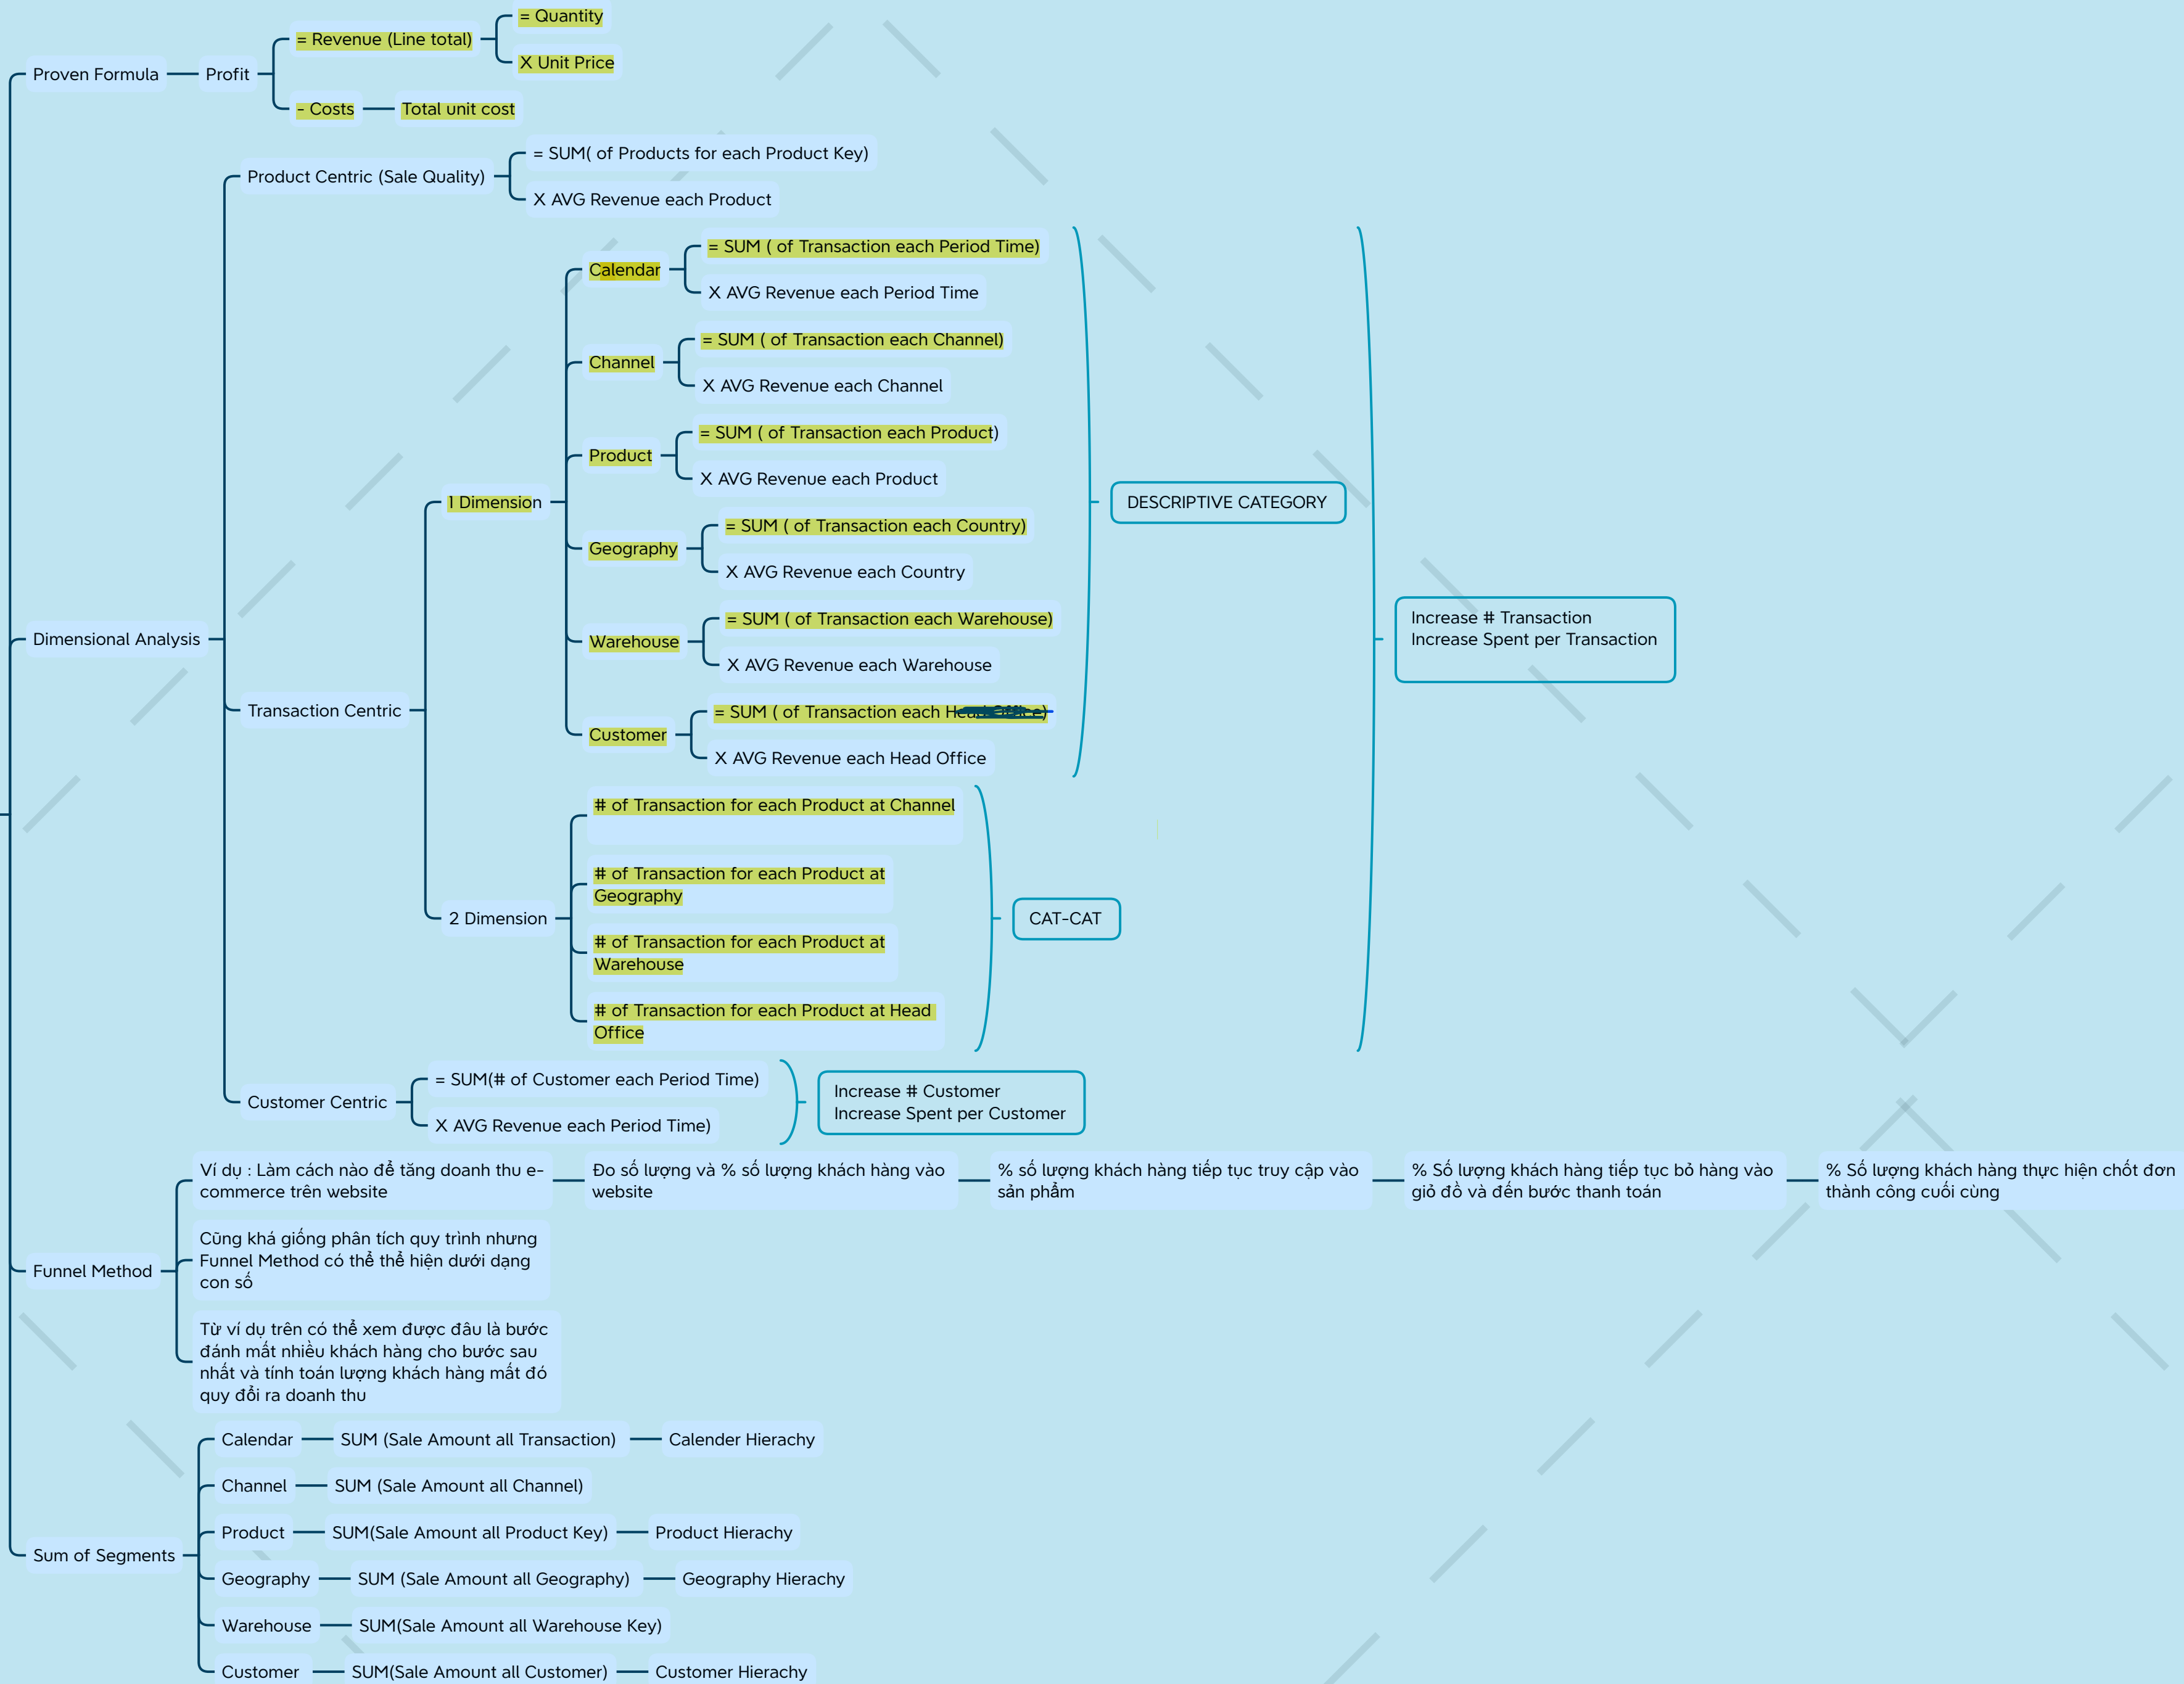 Proven Formula
Profit
= Revenue (Line total)
= Quantity
X Unit Price
- Costs
Total unit cost
Dimensional Analysis
Product Centric (Sale Quality)
= SUM( of Products for each Product Key)
X AVG Revenue each Product
Transaction Centric
1 Dimension
Calendar
= SUM ( of Transaction each Period Time)
X AVG Revenue each Period Time
Channel
= SUM ( of Transaction each Channel)
X AVG Revenue each Channel
Product
= SUM ( of Transaction each Product)
X AVG Revenue each Product
Geography
= SUM ( of Transaction each Country)
X AVG Revenue each Country
Warehouse
= SUM ( of Transaction each Warehouse)
X AVG Revenue each Warehouse
Customer
= SUM ( of Transaction each Head Office)
X AVG Revenue each Head Office
DESCRIPTIVE CATEGORY
2 Dimension
# of Transaction for each Product at Channel
# of Transaction for each Product at
Geography
# of Transaction for each Product at
Warehouse
# of Transaction for each Product at Head
Office
CAT-CAT
Increase # Transaction
Increase Spent per Transaction
Customer Centric
= SUM(# of Customer each Period Time)
X AVG Revenue each Period Time)
Increase # Customer
Increase Spent per Customer
Funnel Method
Ví dụ : Làm cách nào để tăng doanh thu e-
commerce trên website
Đo số lượng và % số lượng khách hàng vào
website
% số lượng khách hàng tiếp tục truy cập vào
sản phẩm
% Số lượng khách hàng tiếp tục bỏ hàng vào
giỏ đồ và đến bước thanh toán
% Số lượng khách hàng thực hiện chốt đơn
thành công cuối cùng
Cũng khá giống phân tích quy trình nhưng
Funnel Method có thể thể hiện dưới dạng
con số
Từ ví dụ trên có thể xem được đâu là bước
đánh mất nhiều khách hàng cho bước sau
nhất và tính toán lượng khách hàng mất đó
quy đổi ra doanh thu
Sum of Segments
Calendar
SUM (Sale Amount all Transaction)
Calender Hierachy
Channel
SUM (Sale Amount all Channel)
Product
SUM(Sale Amount all Product Key)
Product Hierachy
Geography
SUM (Sale Amount all Geography)
Geography Hierachy
Warehouse
SUM(Sale Amount all Warehouse Key)
Customer
SUM(Sale Amount all Customer)
Customer Hierachy